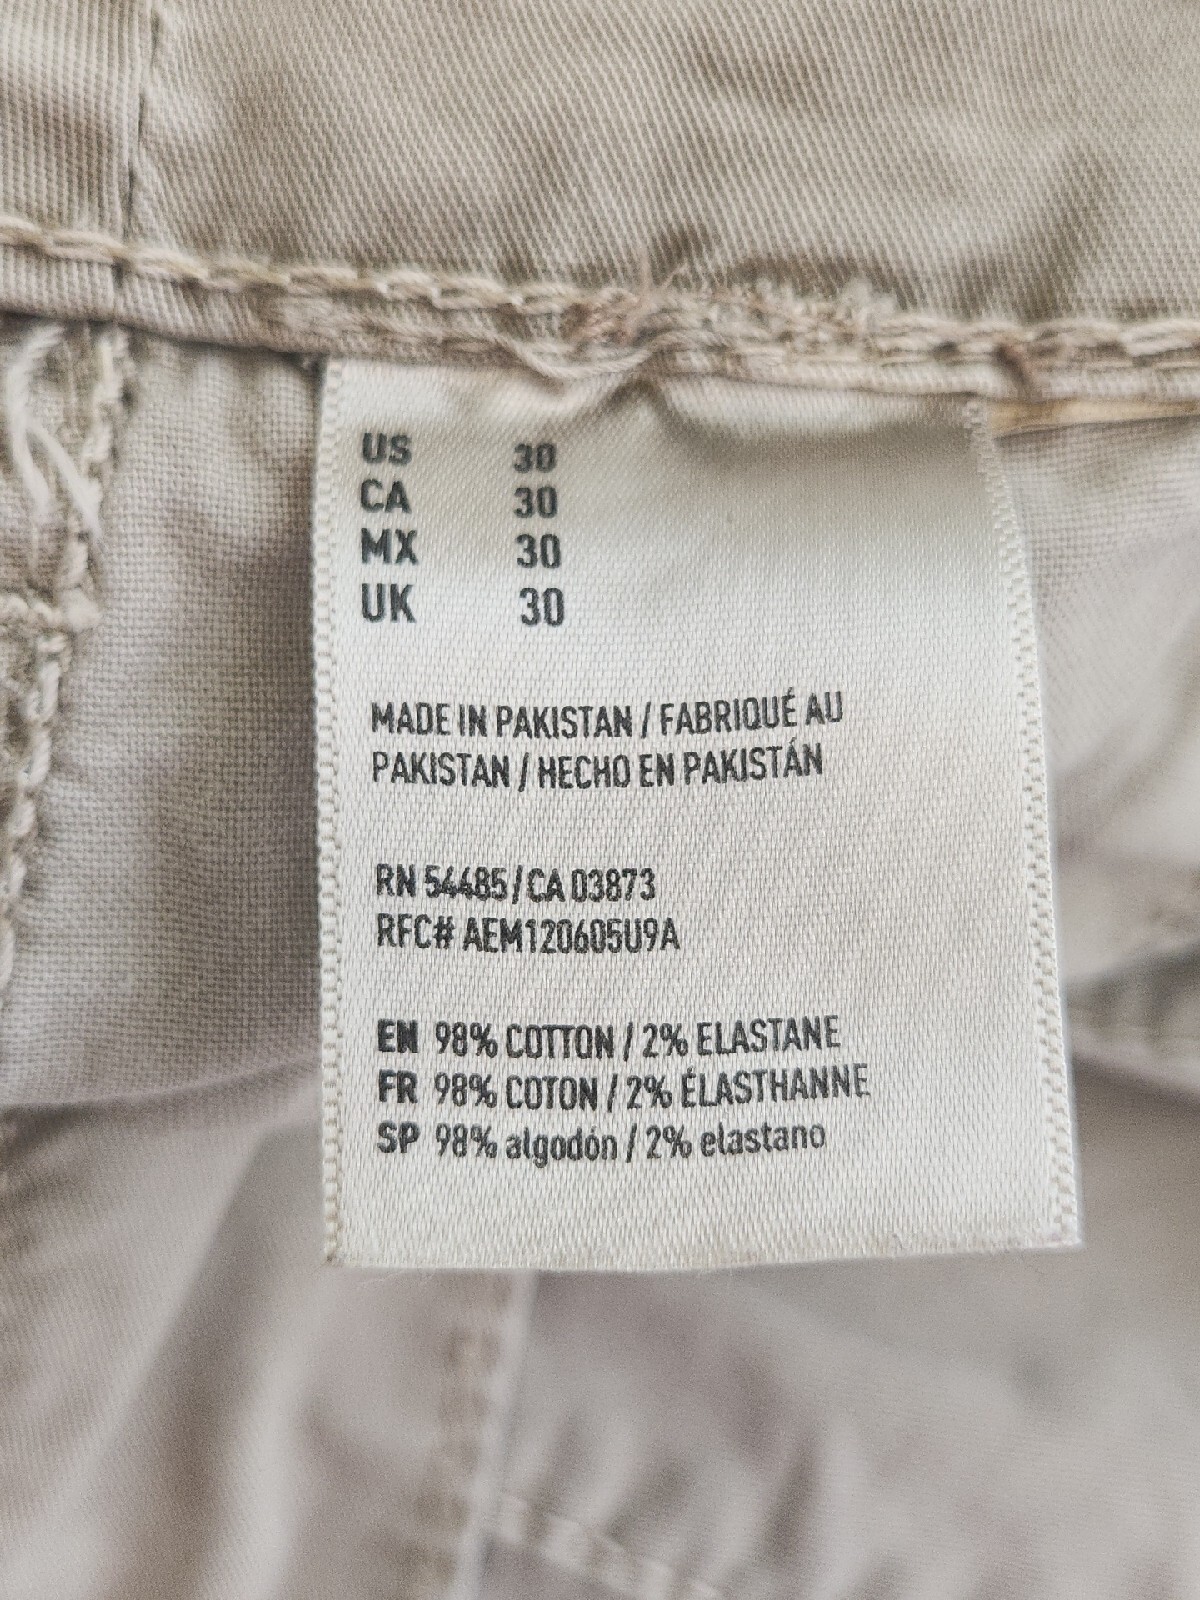 US 30
CA 30
MX 30
UK 30
MADE IN PAKISTAN / FABRIQUÉ AU
PAKISTAN / HECHO EN PAKISTÁN
RN 54485 / CA 03873
RFC# AEM120605U9A
EN 98% COTTON / 2% ELASTANE
FR 98% COTON / 2% ÉLASTHANNE
SP 98% algodón / 2% elastano